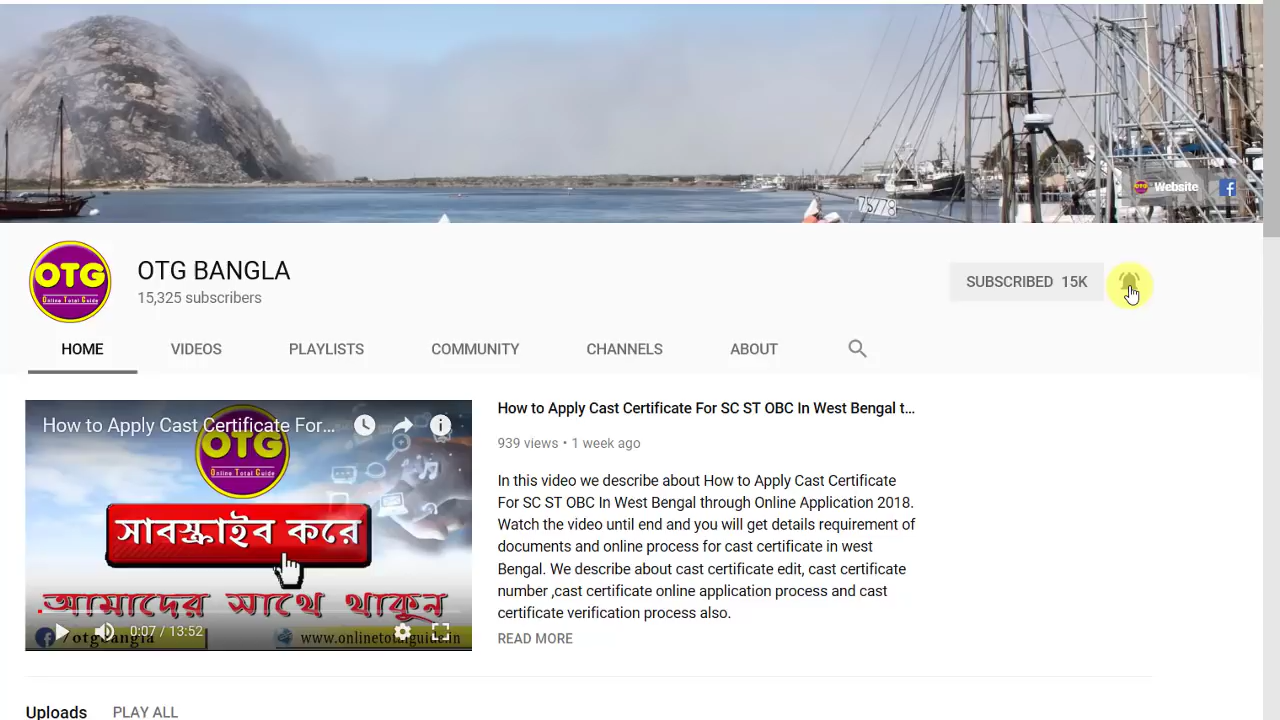 75778
Website
OTG
Online Total Guide
OTG BANGLA
15,325 subscribers
SUBSCRIBED 15K
HOME
VIDEOS
PLAYLISTS
COMMUNITY
CHANNELS
ABOUT
How to Apply Cast Certificate For...
OTG
Online Total Guide
সাবস্ক্রাইব করে
আমাদের সাথে থাকুন
0:07 / 13:52
/otgbangla
www.onlinetotalguide.in
How to Apply Cast Certificate For SC ST OBC In West Bengal t...
939 views • 1 week ago
In this video we describe about How to Apply Cast Certificate
For SC ST OBC In West Bengal through Online Application 2018.
Watch the video until end and you will get details requirement of
documents and online process for cast certificate in west
Bengal. We describe about cast certificate edit, cast certificate
number ,cast certificate online application process and cast
certificate verification process also.
READ MORE
Uploads
PLAY ALL